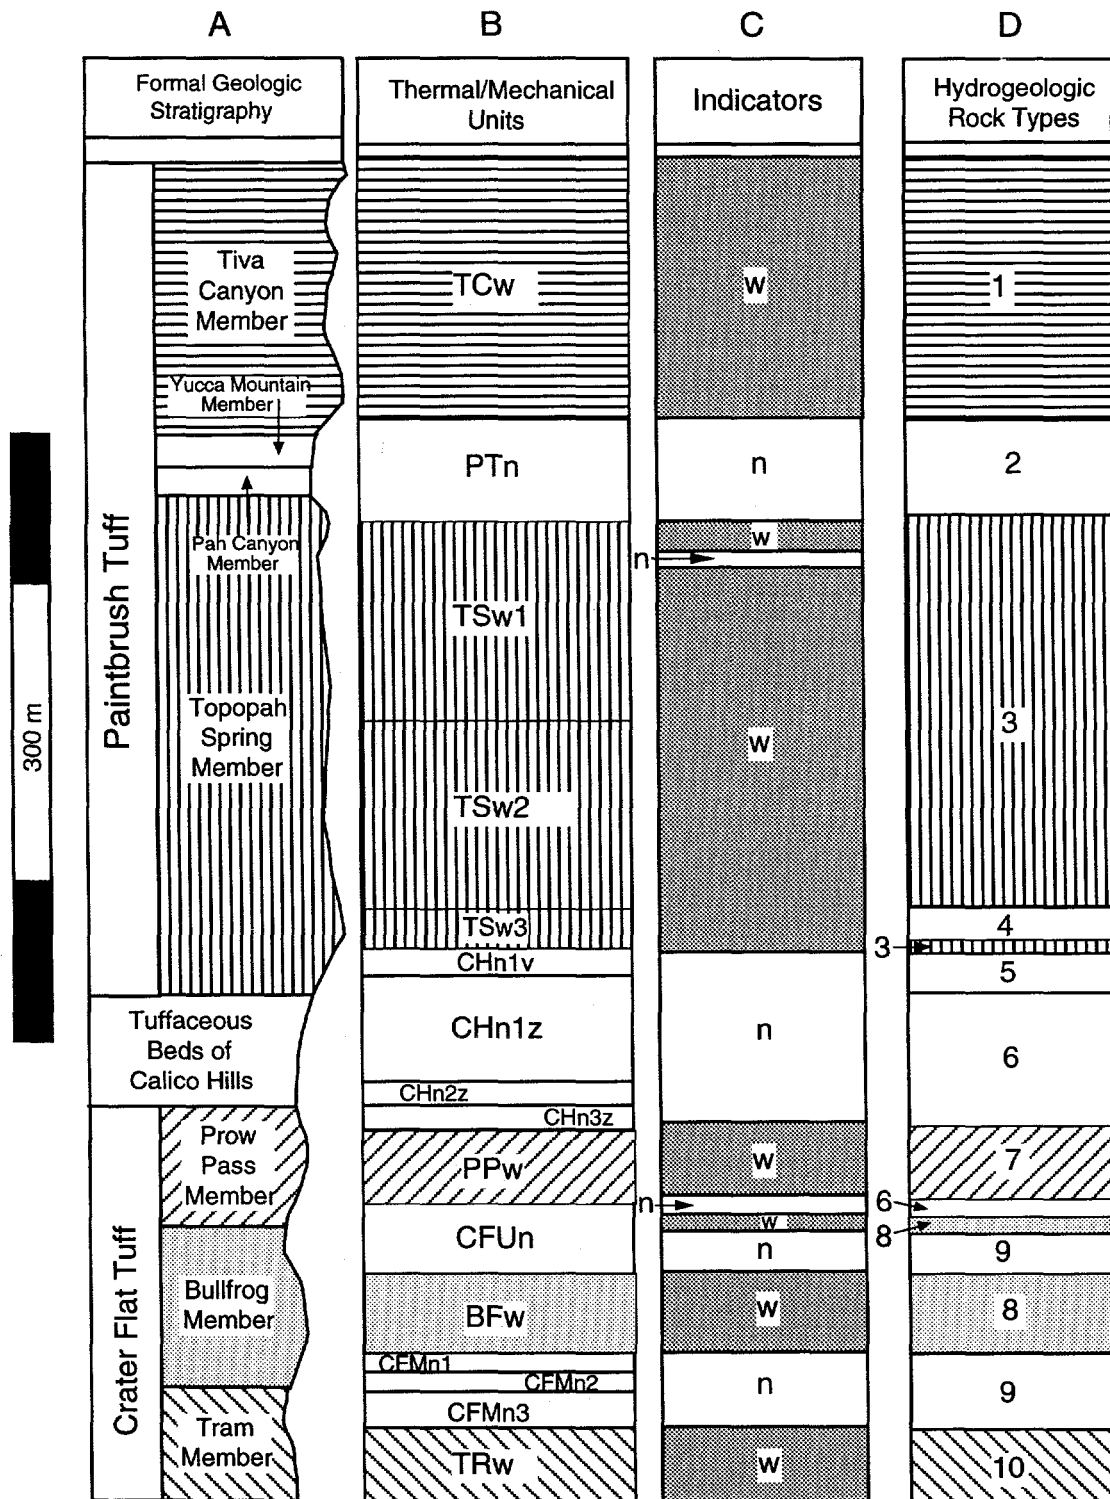 A
B
C
D
Formal Geologic
Stratigraphy
Thermal/Mechanical
Units
Indicators
Hydrogeologic
Rock Types
Paintbrush Tuff
Tiva
Canyon
Member
Yucca Mountain
Member
Pah Canyon
Member
Topopah
Spring
Member
Tuffaceous
Beds of
Calico Hills
Crater Flat Tuff
Prow
Pass
Member
Bullfrog
Member
Tram
Member
300 m
TCw
PTn
TSw1
TSw2
TSw3
CHn1v
CHn1z
CHn2z
CHn3z
PPw
CFUn
BFw
CFMn1
CFMn2
CFMn3
TRw
w
n
w
n
w
n
w
n
w
n
w
n
w
1
2
3
4
3
5
6
7
6
8
9
8
9
10